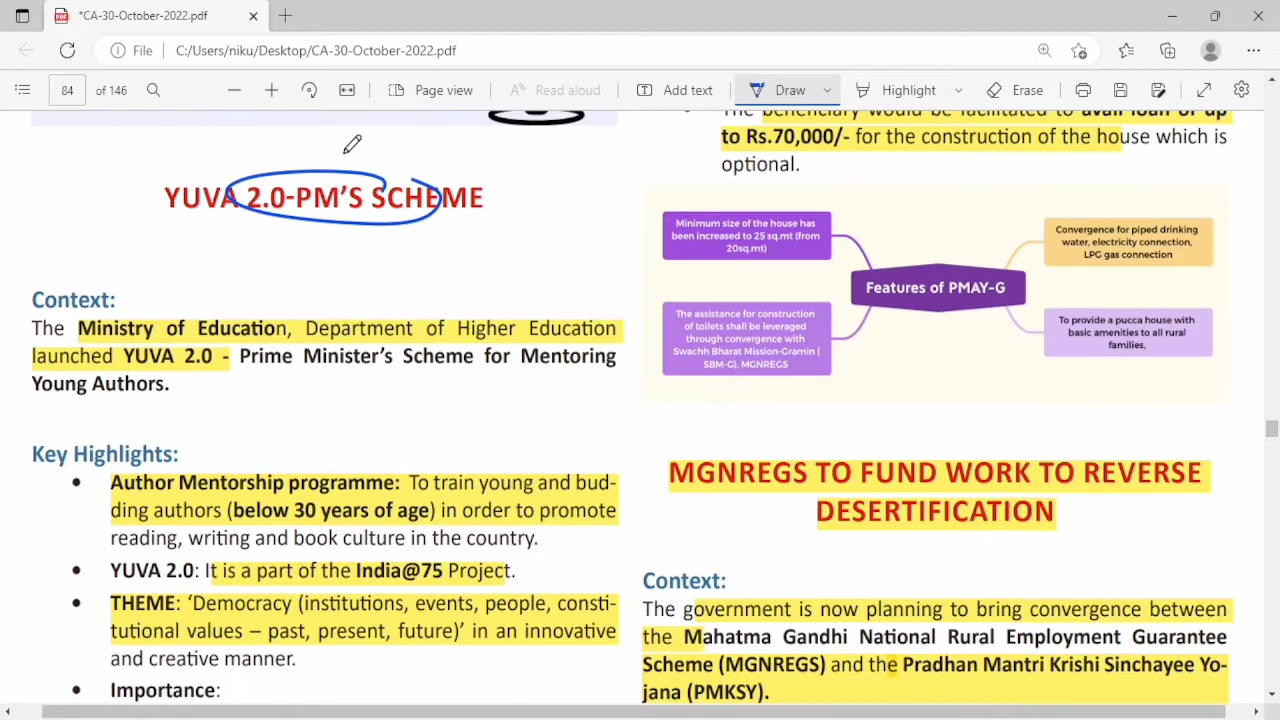 *CA-30-October-2022.pdf
File
C:/Users/niku/Desktop/CA-30-October-2022.pdf
84
of 146
Page view
Read aloud
Add text
Draw
Highlight
Erase
YUVA 2.0-PM'S SCHEME
Context:
The Ministry of Education, Department of Higher Education
launched YUVA 2.0 - Prime Minister's Scheme for Mentoring
Young Authors.
Key Highlights:
• Author Mentorship programme: To train young and bud-
ding authors (below 30 years of age) in order to promote
reading, writing and book culture in the country.
• YUVA 2.0: It is a part of the India@75 Project.
• THEME: 'Democracy (institutions, events, people, consti-
tutional values – past, present, future)' in an innovative
and creative manner.
• Importance:
The beneficiary would be facilitated to avail loan of up
to Rs.70,000/- for the construction of the house which is
optional.
Minimum size of the house has
been increased to 25 sq.mt (from
20sq.mt)
The assistance for construction
of toilets shall be leveraged
through convergence with
Swachh Bharat Mission-Gramin (
SBM-G), MGNREGS
Features of PMAY-G
Convergence for piped drinking
water, electricity connection,
LPG gas connection
To provide a pucca house with
basic amenities to all rural
families,
MGNREGS TO FUND WORK TO REVERSE
DESERTIFICATION
Context:
The government is now planning to bring convergence between
the Mahatma Gandhi National Rural Employment Guarantee
Scheme (MGNREGS) and the Pradhan Mantri Krishi Sinchayee Yo-
jana (PMKSY).